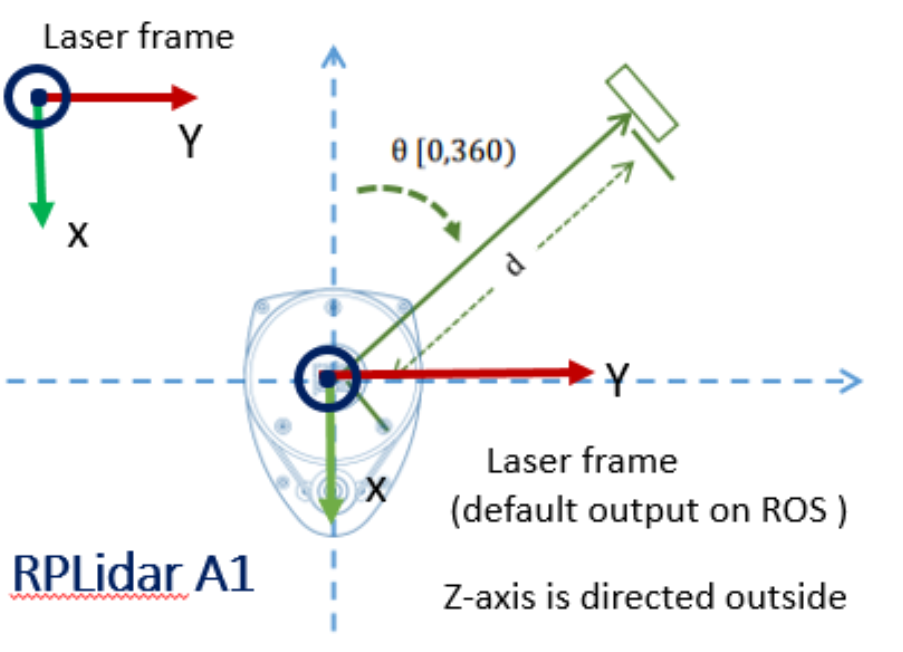 Laser frame
Y
x
θ [0,360)
d
Y
x
Laser frame
(default output on ROS )
RPLidar A1
Z-axis is directed outside